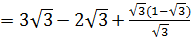 = 3√3 − 2√3 + √3(1−√3)/√3